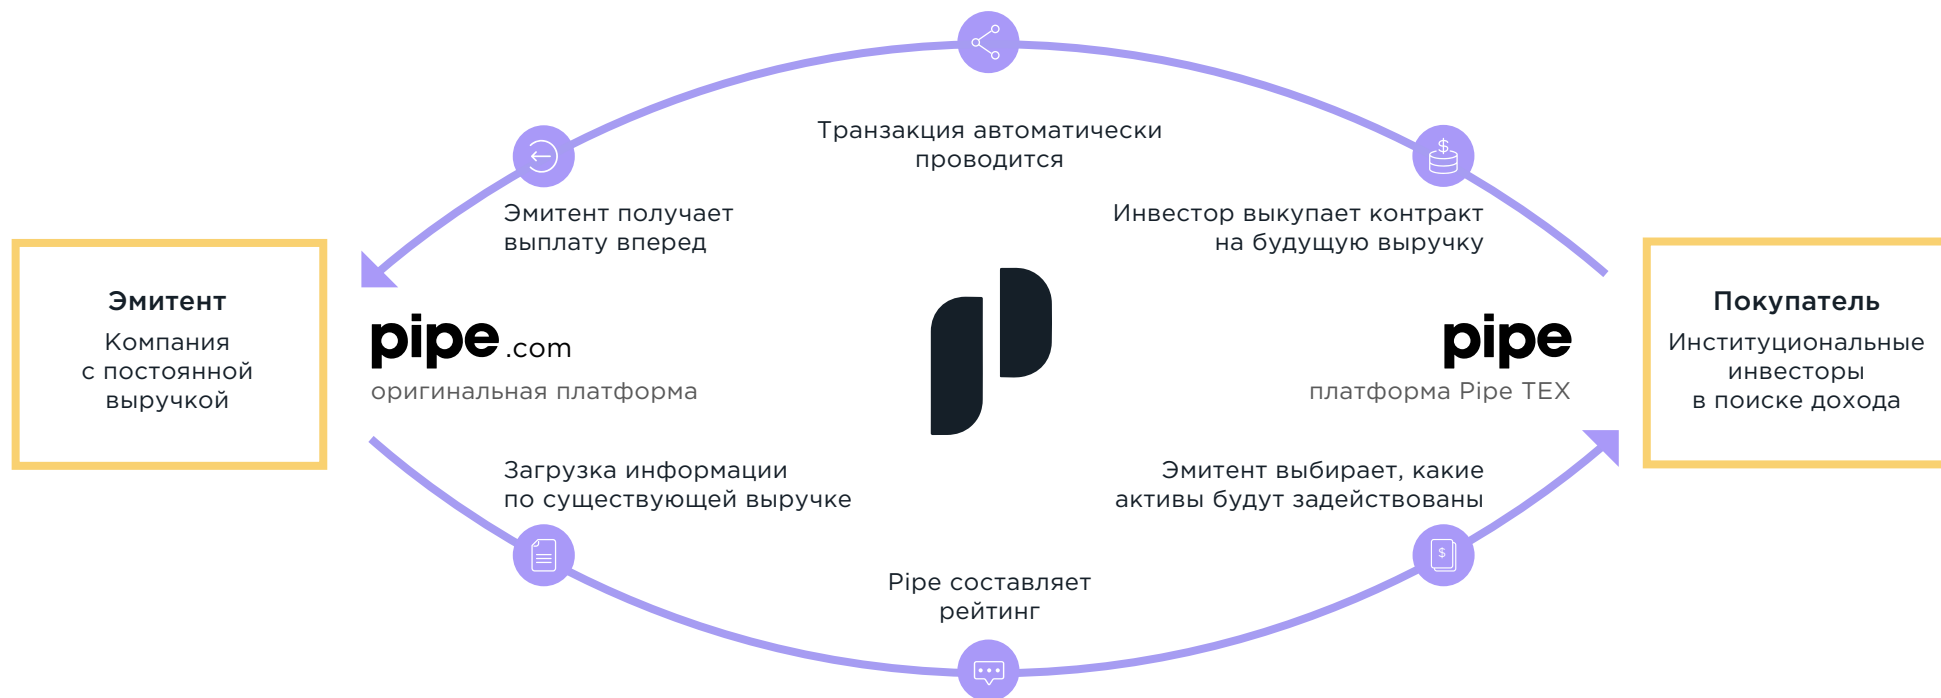 Транзакция автоматически
проводится
Эмитент получает
выплату вперед
Инвестор выкупает контракт
на будущую выручку
Эмитент
Компания
с постоянной
выручкой
pipe.com
оригинальная платформа
pipe
платформа Pipe TEX
Покупатель
Институциональные
инвесторы
в поиске дохода
Загрузка информации
по существующей выручке
Эмитент выбирает, какие
активы будут задействованы
Pipe составляет
рейтинг
$
$